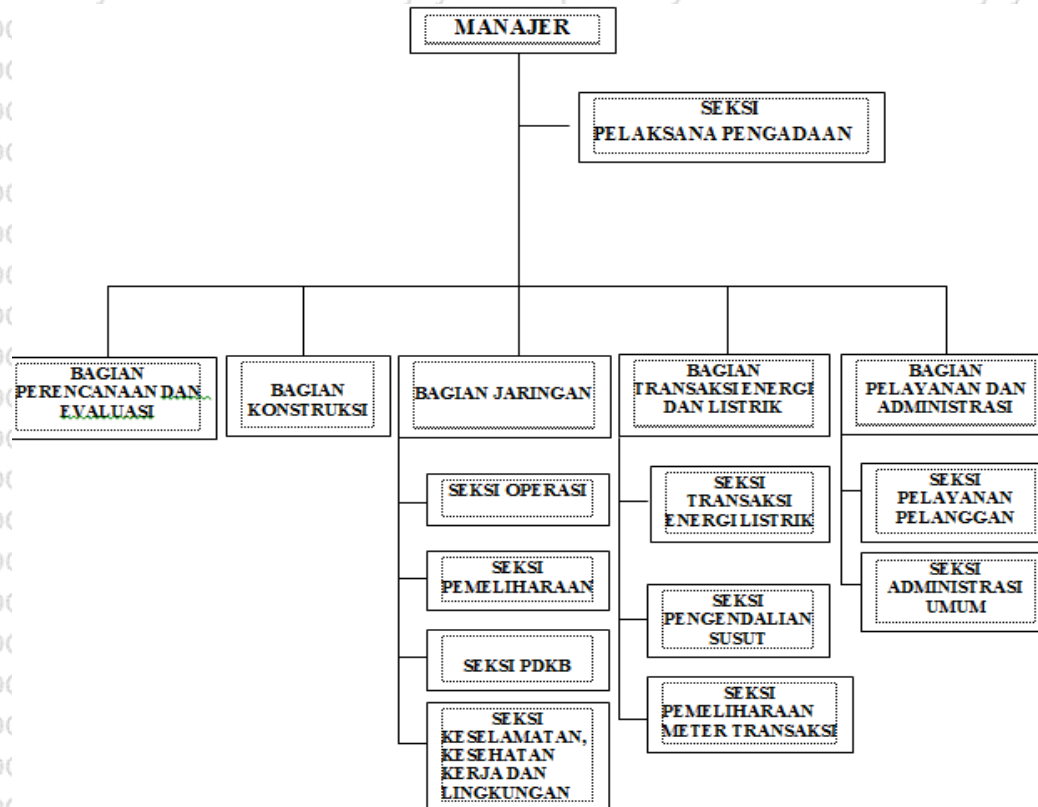 MANAJER
SEKSI
PELAKSANA PENGADAAN
BAGIAN
PERENCANAAN DAN
EVALUASI
BAGIAN
KONSTRUKSI
BAGIAN JARINGAN
BAGIAN
TRANSAKSI ENERGI
DAN LISTRIK
BAGIAN
PELAYANAN DAN
ADMINISTRASI
SEKSI OPERASI
SEKSI
PEMELIHARAAN
SEKSI PDKB
SEKSI
KESELAMATAN,
KESEHATAN
KERJA DAN
LINGKUNGAN
SEKSI
TRANSAKSI
ENERGI LISTRIK
SEKSI
PENGENDALIAN
SUSUT
SEKSI
PEMELIHARAAN
METER TRANSAKSI
SEKSI
PELAYANAN
PELANGGAN
SEKSI
ADMINISTRASI
UMUM